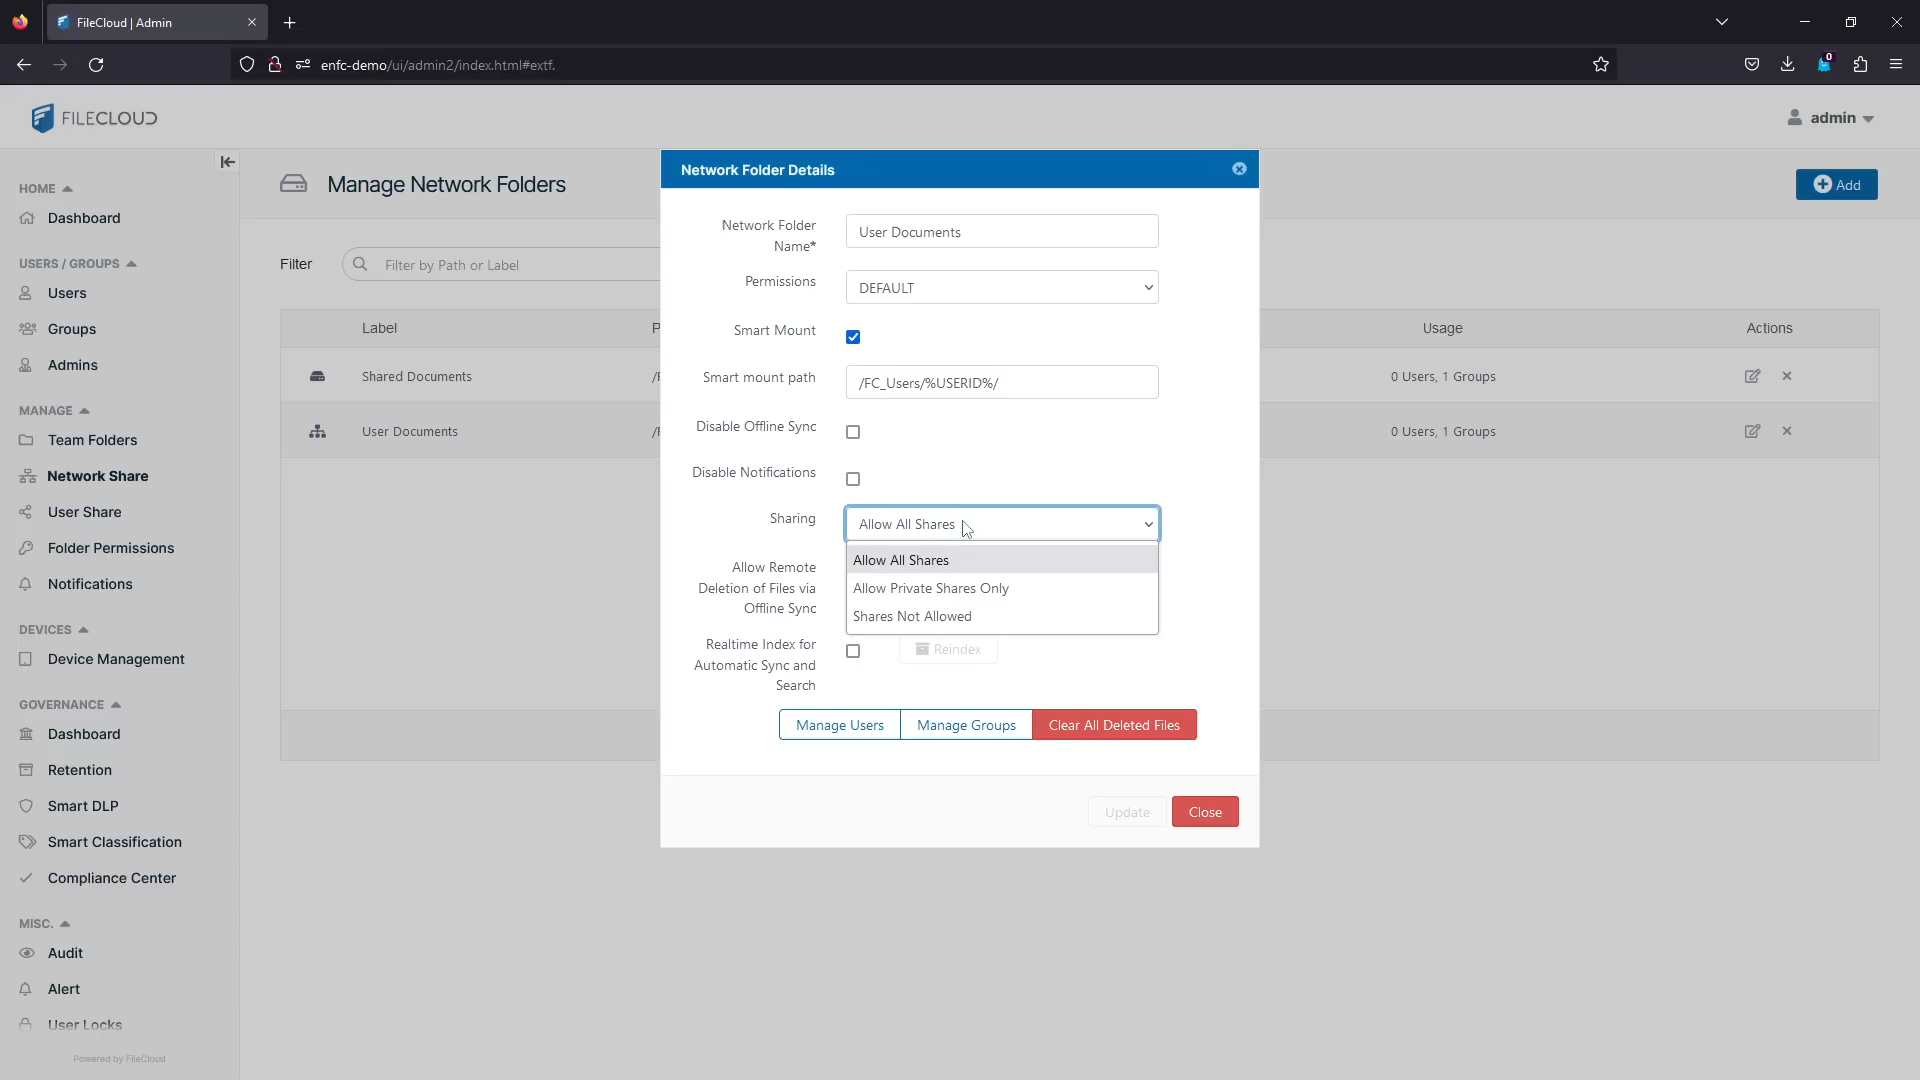 FileCloud | Admin
enfc-demo/ui/admin2/index.html#extf.
0
FILECLOUD
admin
HOME
Dashboard
USERS / GROUPS
Users
Groups
Admins
MANAGE
Team Folders
Network Share
User Share
Folder Permissions
Notifications
DEVICES
Device Management
GOVERNANCE
Dashboard
Retention
Smart DLP
Smart Classification
Compliance Center
MISC.
Audit
Alert
User Locks
Powered by FileCloud
Manage Network Folders
Add
Filter
Filter by Path or Label
Label
P
Usage
Actions
Shared Documents
0 Users, 1 Groups
User Documents
0 Users, 1 Groups
Network Folder Details
Network Folder
Name*
User Documents
Permissions
DEFAULT
Smart Mount
Smart mount path
/FC_Users/%USERID%/
Disable Offline Sync
Disable Notifications
Sharing
Allow All Shares
Allow All Shares
Allow Private Shares Only
Shares Not Allowed
Allow Remote
Deletion of Files via
Offline Sync
Realtime Index for
Automatic Sync and
Search
Reindex
Manage Users
Manage Groups
Clear All Deleted Files
Update
Close